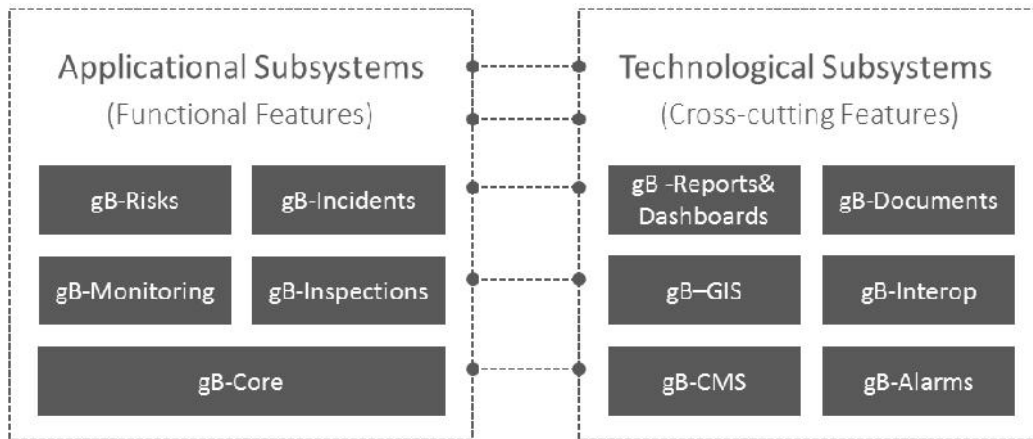 Applicational Subsystems
(Functional Features)
gB-Risks
gB-Incidents
gB-Monitoring
gB-Inspections
gB-Core
Technological Subsystems
(Cross-cutting Features)
gB -Reports&
Dashboards
gB-Documents
gB–GIS
gB-Interop
gB-CMS
gB-Alarms